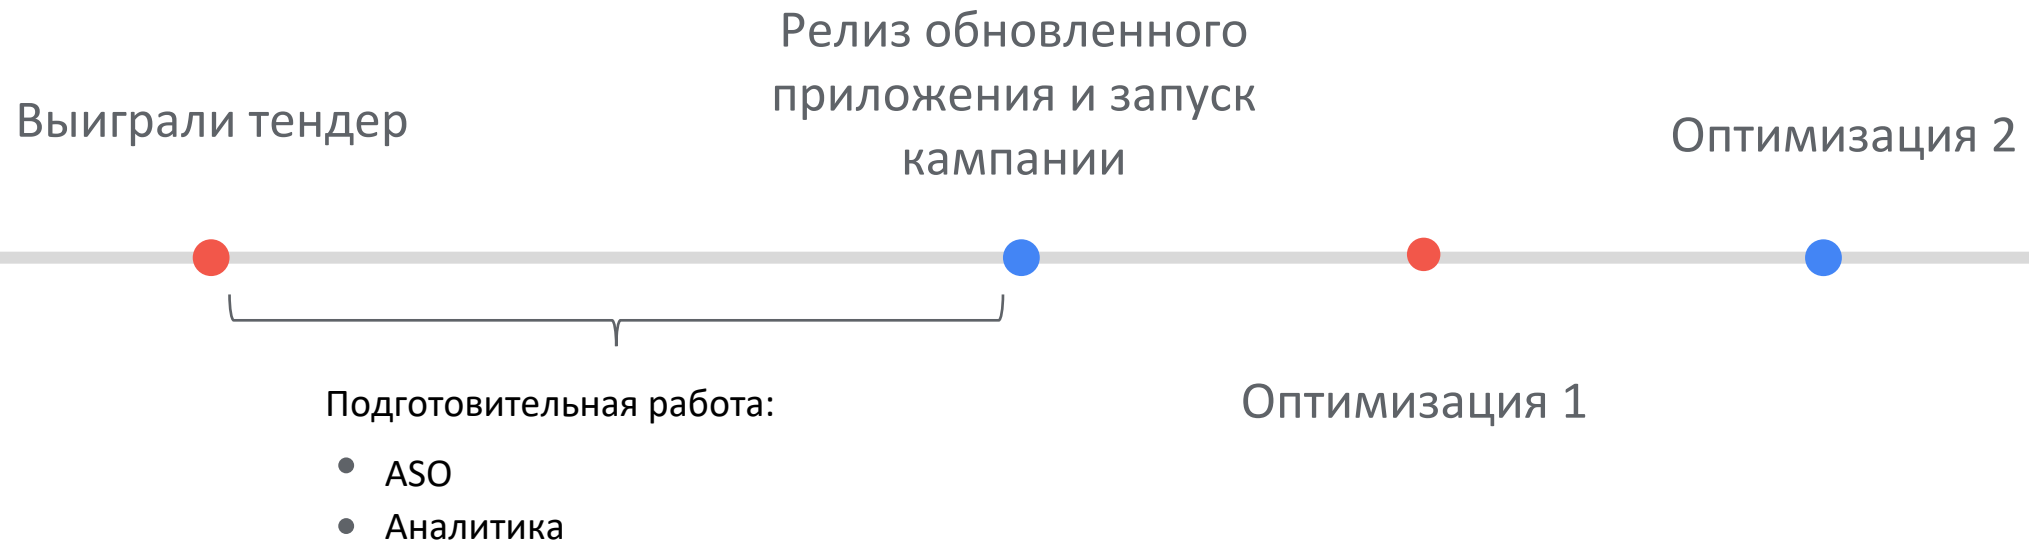 Выиграли тендер
Релиз обновленного
приложения и запуск
кампании
Оптимизация 2
Подготовительная работа:
ASO
Аналитика
Оптимизация 1